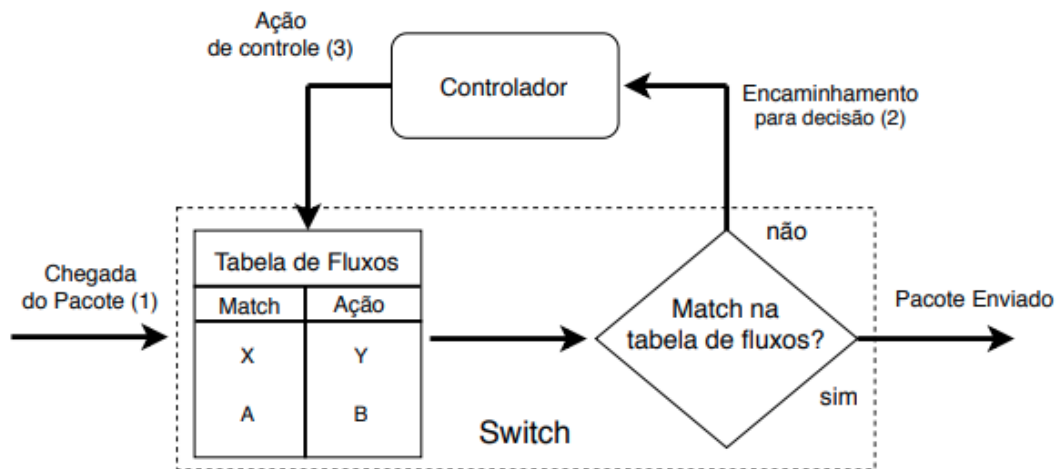 Ação
de controle (3)
Controlador
Encaminhamento
para decisão (2)
não
Chegada
do Pacote (1)
Tabela de Fluxos
Match Ação
X Y
A B
Match na
tabela de fluxos?
Pacote Enviado
sim
Switch